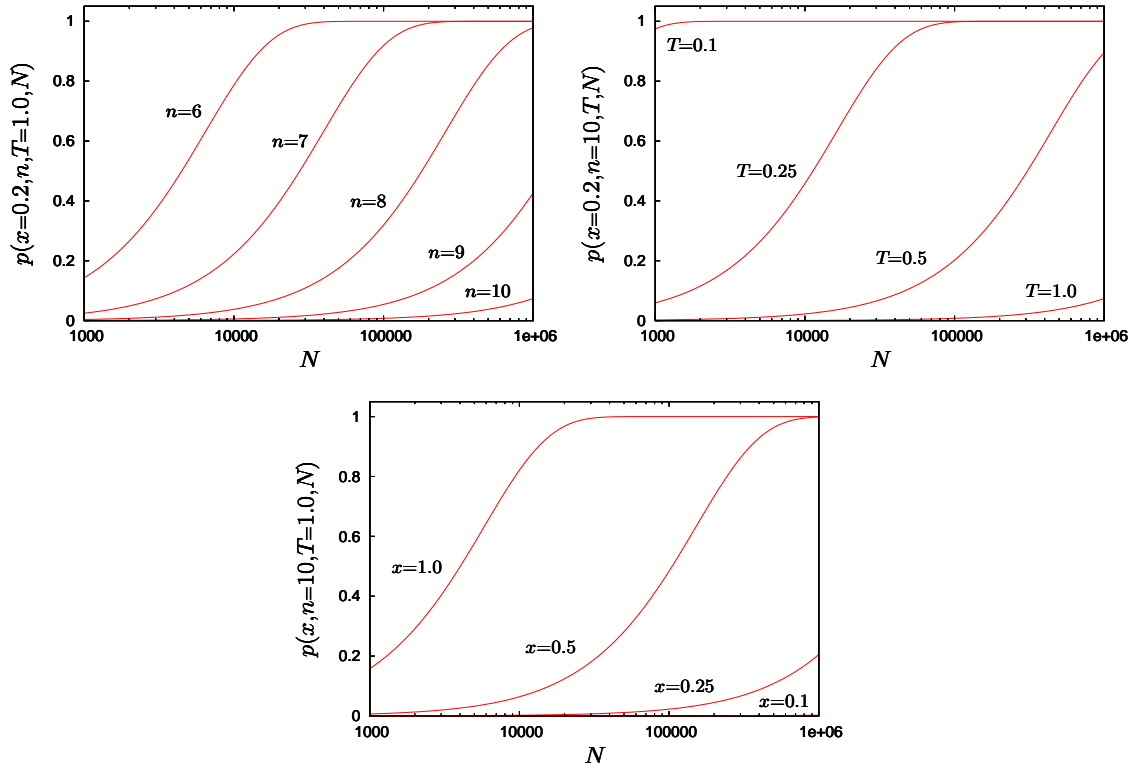 p(x=0.2,n,T=1.0,N)
1
0.8
0.6
0.4
0.2
0
n=6
n=7
n=8
n=9
n=10
1000
10000
100000
1e+06
N
p(x=0.2,n=10,T,N)
1
0.8
0.6
0.4
0.2
0
T=0.1
T=0.25
T=0.5
T=1.0
1000
10000
100000
1e+06
N
p(x,n=10,T=1.0,N)
1
0.8
0.6
0.4
0.2
0
x=1.0
x=0.5
x=0.25
x=0.1
1000
10000
100000
1e+06
N